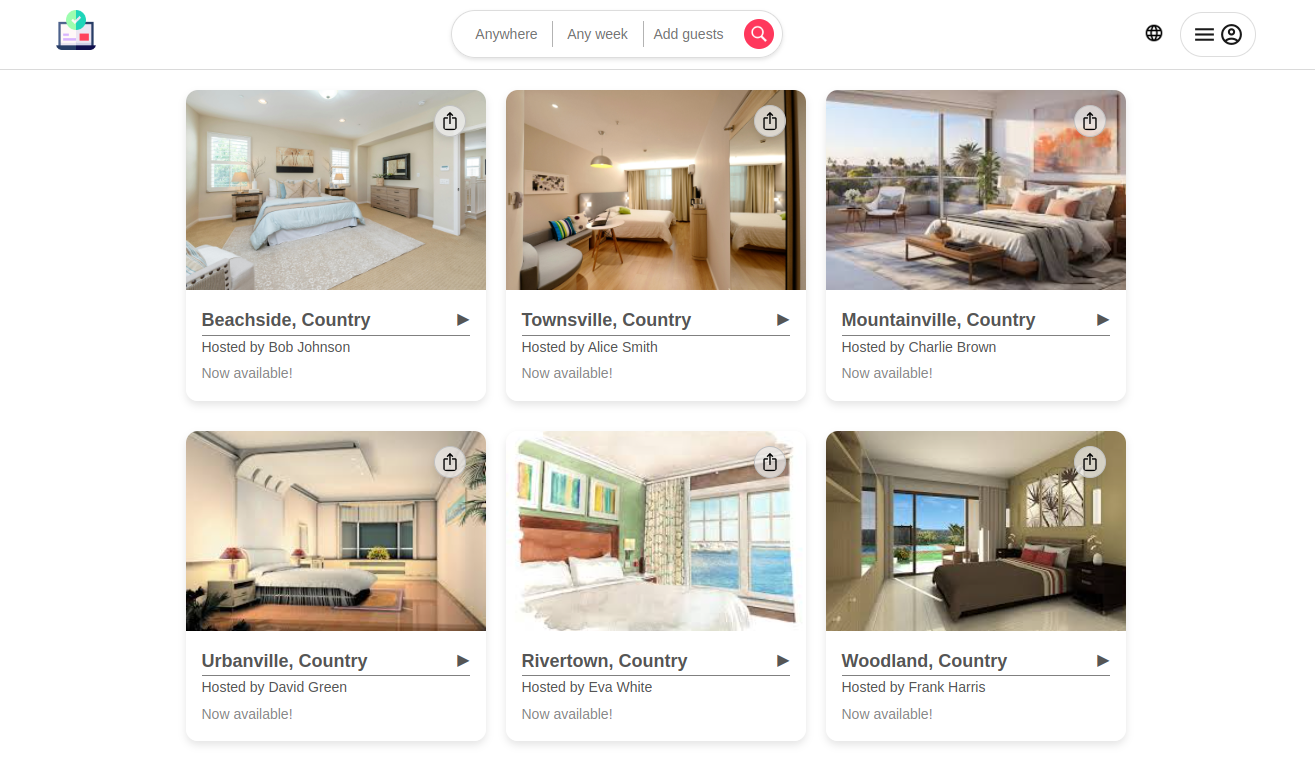 Anywhere
Any week
Add guests
Beachside, Country
Hosted by Bob Johnson
Now available!
Townsville, Country
Hosted by Alice Smith
Now available!
Mountainville, Country
Hosted by Charlie Brown
Now available!
Urbanville, Country
Hosted by David Green
Now available!
Rivertown, Country
Hosted by Eva White
Now available!
Woodland, Country
Hosted by Frank Harris
Now available!